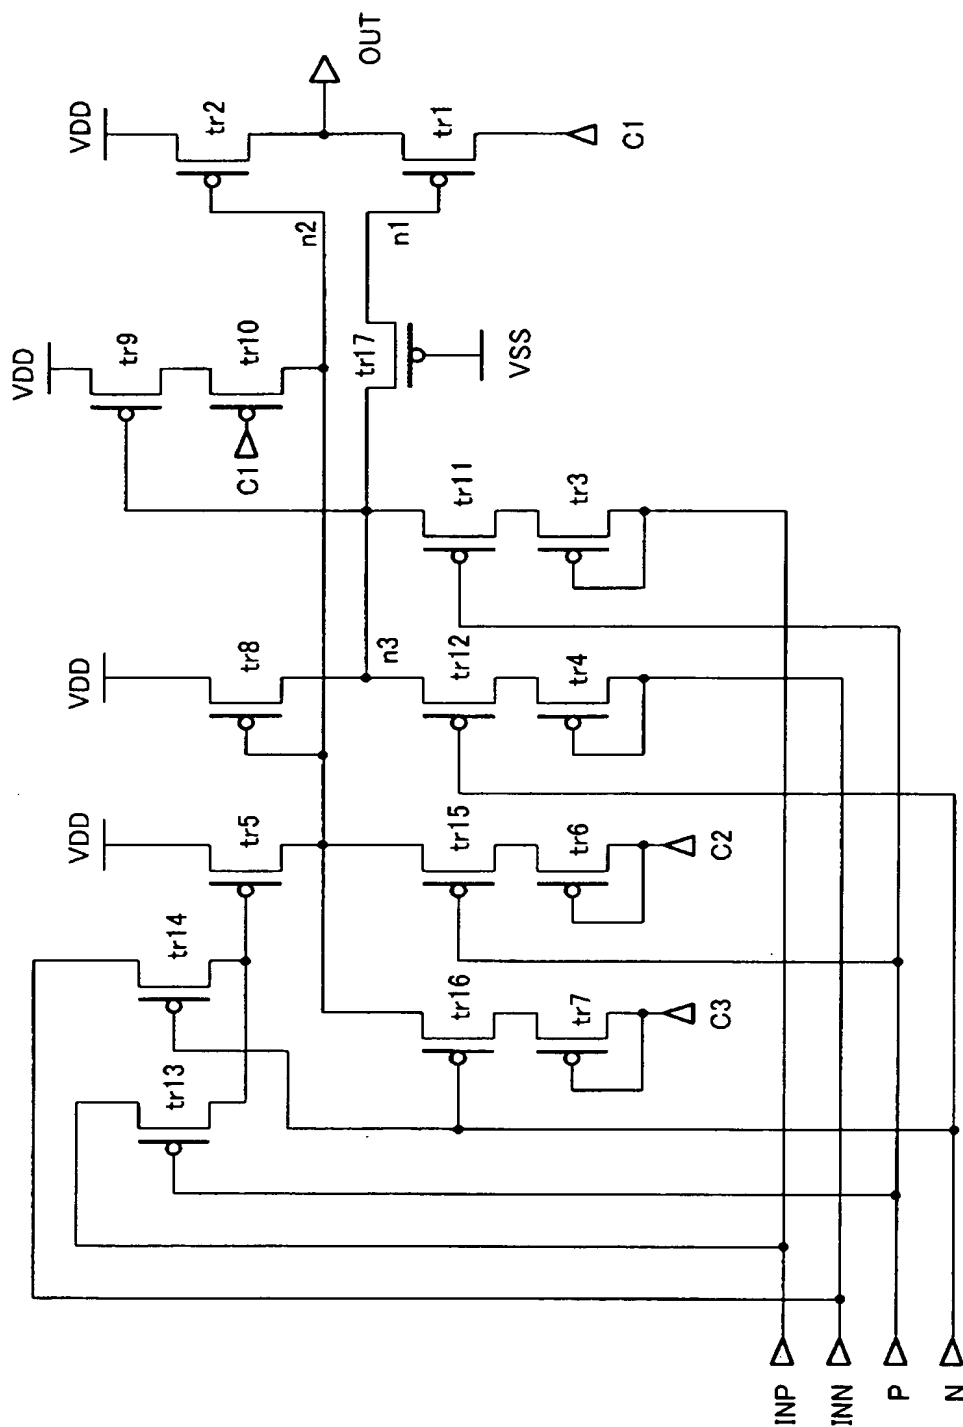 VDD
tr2
OUT
tr1
C1
n2
n1
VDD
tr9
tr10
C1
tr17
VSS
tr11
tr3
VDD
tr8
n3
tr12
tr4
VDD
tr5
tr15
tr6
C2
tr14
tr16
tr7
C3
tr13
INP
INN
P
N